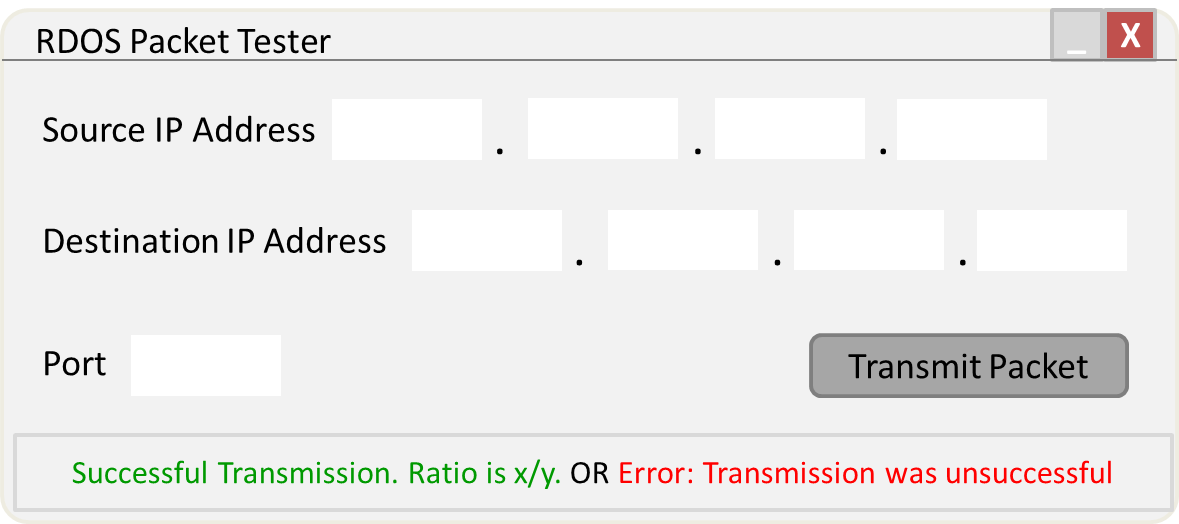 RDOS Packet Tester _ X
Source IP Address . . .
Destination IP Address . . .
Port Transmit Packet
Successful Transmission. Ratio is x/y. OR Error: Transmission was unsuccessful